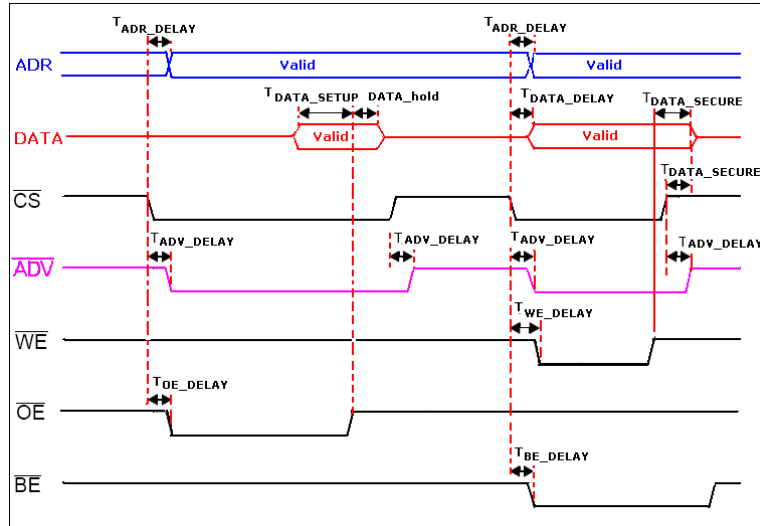 TADR_DELAY TADR_DELAY
ADR Valid Valid
TDATA_SETUP DATA_hold TDATA_DELAY TDATA_SECURE
DATA Valid Valid
TDATA_SECURE
CS
TADV_DELAY TADV_DELAY TADV_DELAY TADV_DELAY
ADV
TWE_DELAY
WE
TOE_DELAY
OE
TBE_DELAY
BE